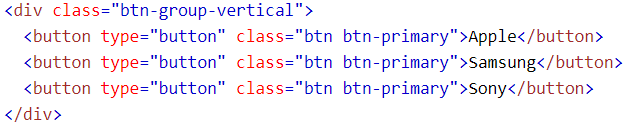 <div class="btn-group-vertical">
  <button type="button" class="btn btn-primary">Apple</button>
  <button type="button" class="btn btn-primary">Samsung</button>
  <button type="button" class="btn btn-primary">Sony</button>
</div>